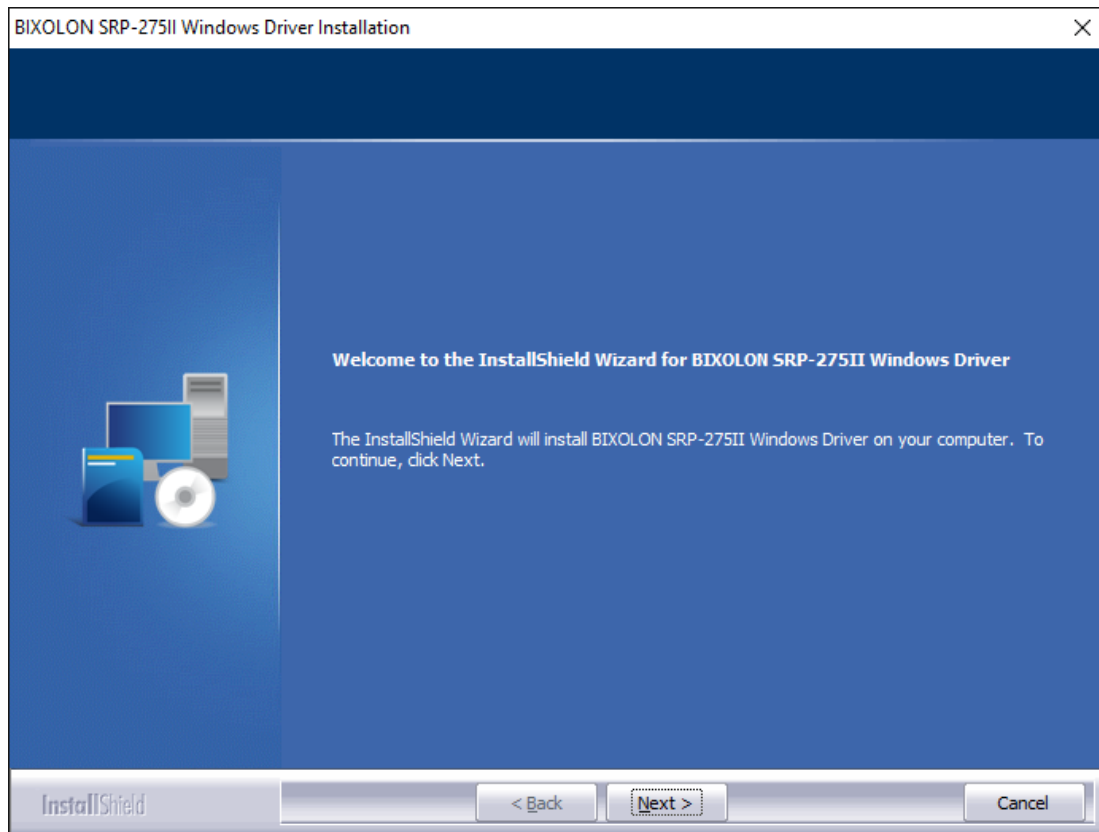 BIXOLON SRP-275II Windows Driver Installation
Welcome to the InstallShield Wizard for BIXOLON SRP-275II Windows Driver
The InstallShield Wizard will install BIXOLON SRP-275II Windows Driver on your computer. To
continue, click Next.
InstallShield
< Back
Next >
Cancel